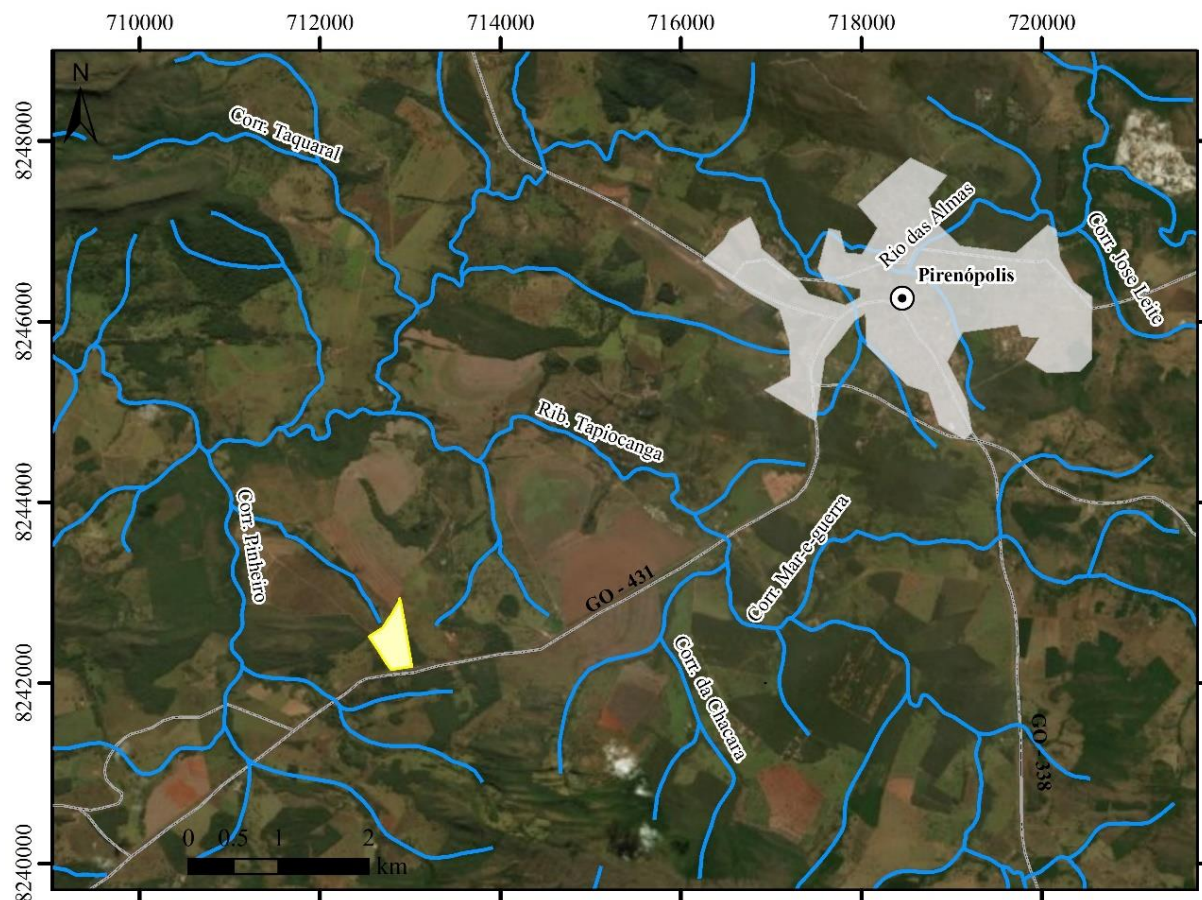 710000
712000
714000
716000
718000
720000
N
8248000
8246000
8244000
8242000
8240000
Corr. Taquaral
Rio das Almas
Pirenópolis
Corr. Jose Leite
Rib. Tapiocanga
Corr. Pinheiro
Corr. Mar-e-guerra
GO - 431
Corr. da Chacara
GO - 338
0 0.5 1 2
km